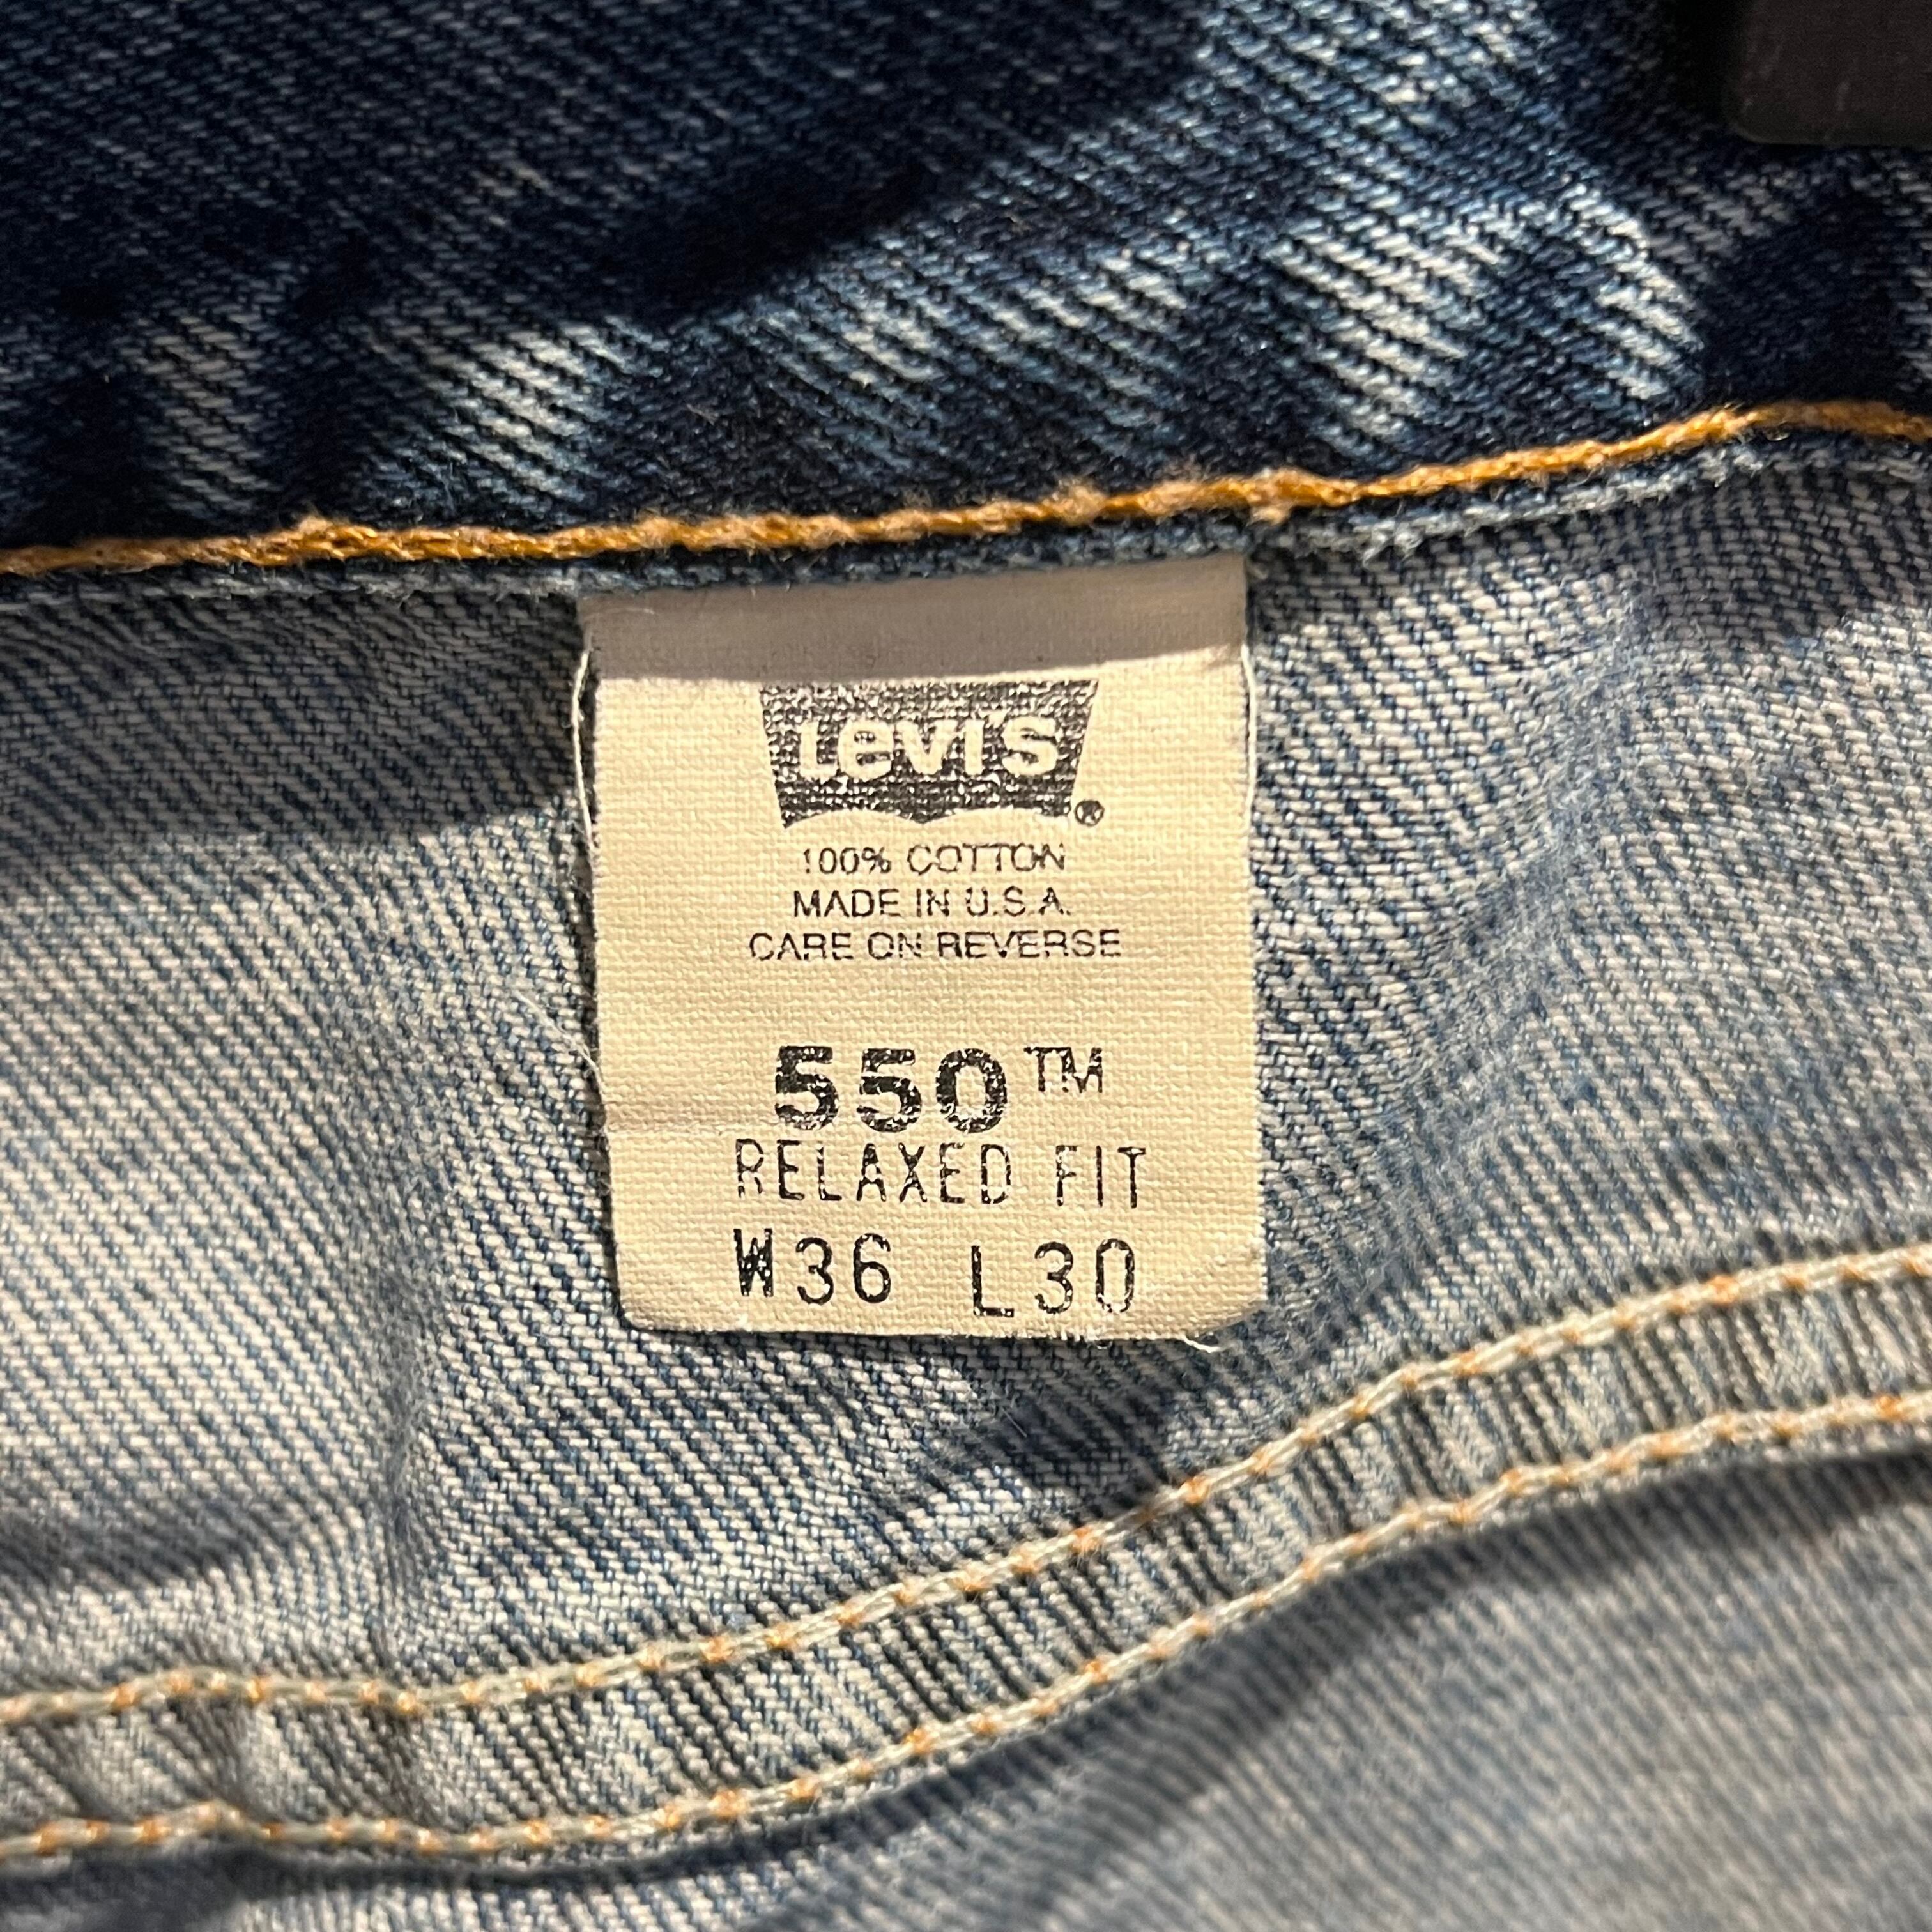 Levi's ®
100% COTTON
MADE IN U.S.A.
CARE ON REVERSE
550™
RELAXED FIT
W36 L30